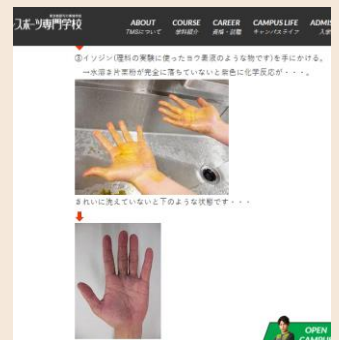 スポーツ専門学校
ABOUT COURSE CAREER CAMPUS LIFE ADMIS
TMSについて 学科紹介 資格・就職 キャンパスライフ 入学
③イソジン(理科の実験に使ったヨウ素液のような物です)を手にかける。
→水溶き片栗粉が完全に落ちていないと紫色に化学反応が・・・。
きれいに洗えていないと下のような状態です・・・
OPEN
CAMPUS